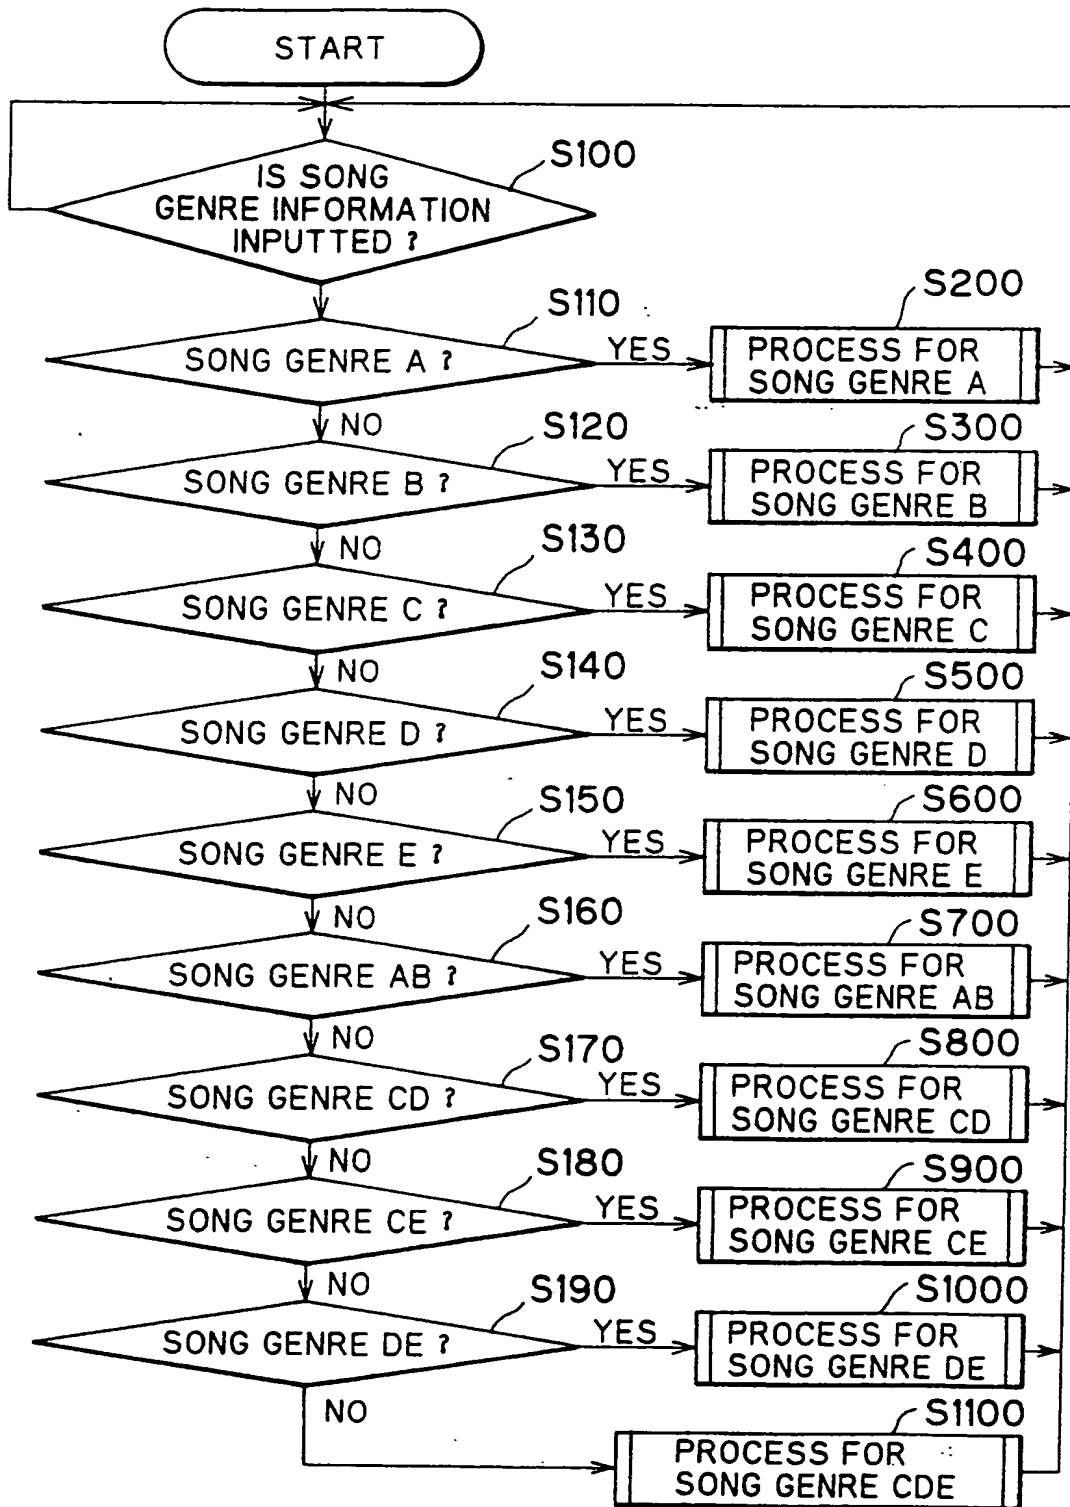 START
S100
IS SONG
GENRE INFORMATION
INPUTTED ?
S110
SONG GENRE A ?
YES
S200
PROCESS FOR
SONG GENRE A
NO
S120
SONG GENRE B ?
YES
S300
PROCESS FOR
SONG GENRE B
NO
S130
SONG GENRE C ?
YES
S400
PROCESS FOR
SONG GENRE C
NO
S140
SONG GENRE D ?
YES
S500
PROCESS FOR
SONG GENRE D
NO
S150
SONG GENRE E ?
YES
S600
PROCESS FOR
SONG GENRE E
NO
S160
SONG GENRE AB ?
YES
S700
PROCESS FOR
SONG GENRE AB
NO
S170
SONG GENRE CD ?
YES
S800
PROCESS FOR
SONG GENRE CD
NO
S180
SONG GENRE CE ?
YES
S900
PROCESS FOR
SONG GENRE CE
NO
S190
SONG GENRE DE ?
YES
S1000
PROCESS FOR
SONG GENRE DE
NO
S1100
PROCESS FOR
SONG GENRE CDE